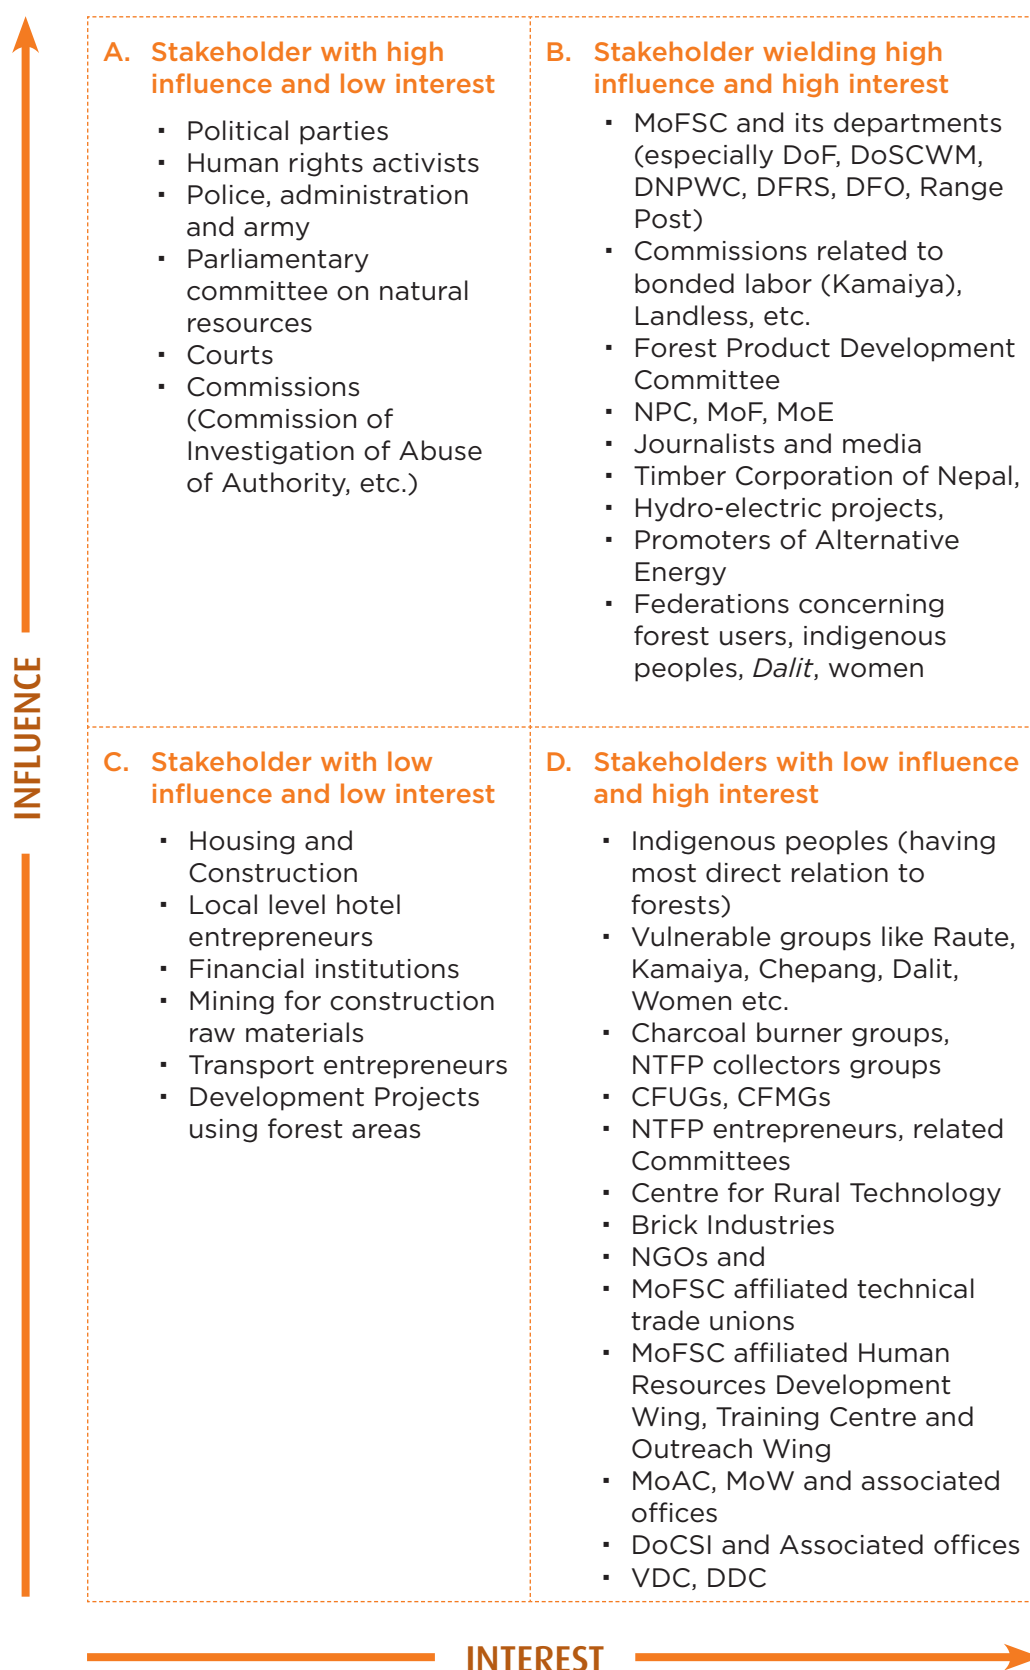 INFLUENCE
A. Stakeholder with high
influence and low interest
▪ Political parties
▪ Human rights activists
▪ Police, administration
and army
▪ Parliamentary
committee on natural
resources
▪ Courts
▪ Commissions
(Commission of
Investigation of Abuse
of Authority, etc.)
B. Stakeholder wielding high
influence and high interest
▪ MoFSC and its departments
(especially DoF, DoSCWM,
DNPWC, DFRS, DFO, Range
Post)
▪ Commissions related to
bonded labor (Kamaiya),
Landless, etc.
▪ Forest Product Development
Committee
▪ NPC, MoF, MoE
▪ Journalists and media
▪ Timber Corporation of Nepal,
▪ Hydro-electric projects,
▪ Promoters of Alternative
Energy
▪ Federations concerning
forest users, indigenous
peoples, Dalit, women
C. Stakeholder with low
influence and low interest
▪ Housing and
Construction
▪ Local level hotel
entrepreneurs
▪ Financial institutions
▪ Mining for construction
raw materials
▪ Transport entrepreneurs
▪ Development Projects
using forest areas
D. Stakeholders with low influence
and high interest
▪ Indigenous peoples (having
most direct relation to
forests)
▪ Vulnerable groups like Raute,
Kamaiya, Chepang, Dalit,
Women etc.
▪ Charcoal burner groups,
NTFP collectors groups
▪ CFUGs, CFMGs
▪ NTFP entrepreneurs, related
Committees
▪ Centre for Rural Technology
▪ Brick Industries
▪ NGOs and
▪ MoFSC affiliated technical
trade unions
▪ MoFSC affiliated Human
Resources Development
Wing, Training Centre and
Outreach Wing
▪ MoAC, MoW and associated
offices
▪ DoCSI and Associated offices
▪ VDC, DDC
INTEREST